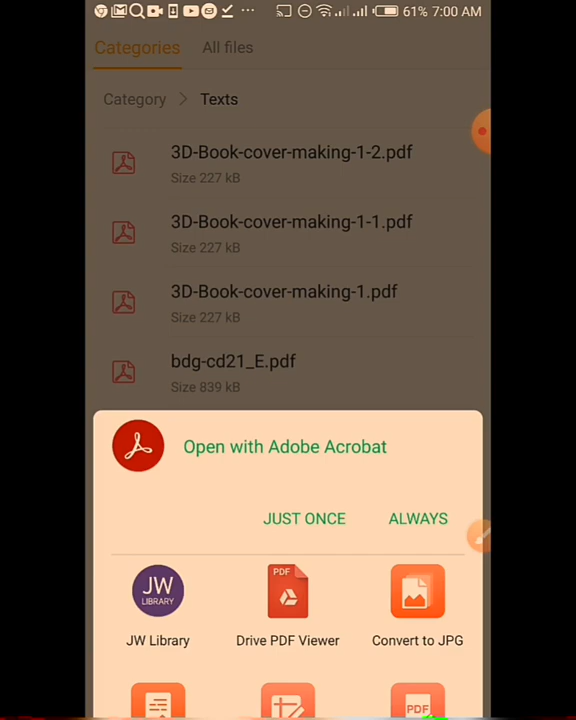 61% 7:00 AM
Categories All files
Category > Texts
3D-Book-cover-making-1-2.pdf
Size 227 kB
3D-Book-cover-making-1-1.pdf
Size 227 kB
3D-Book-cover-making-1.pdf
Size 227 kB
bdg-cd21_E.pdf
Size 839 kB
Open with Adobe Acrobat
JUST ONCE ALWAYS
JW
LIBRARY
PDF
JW Library Drive PDF Viewer Convert to JPG
PDF